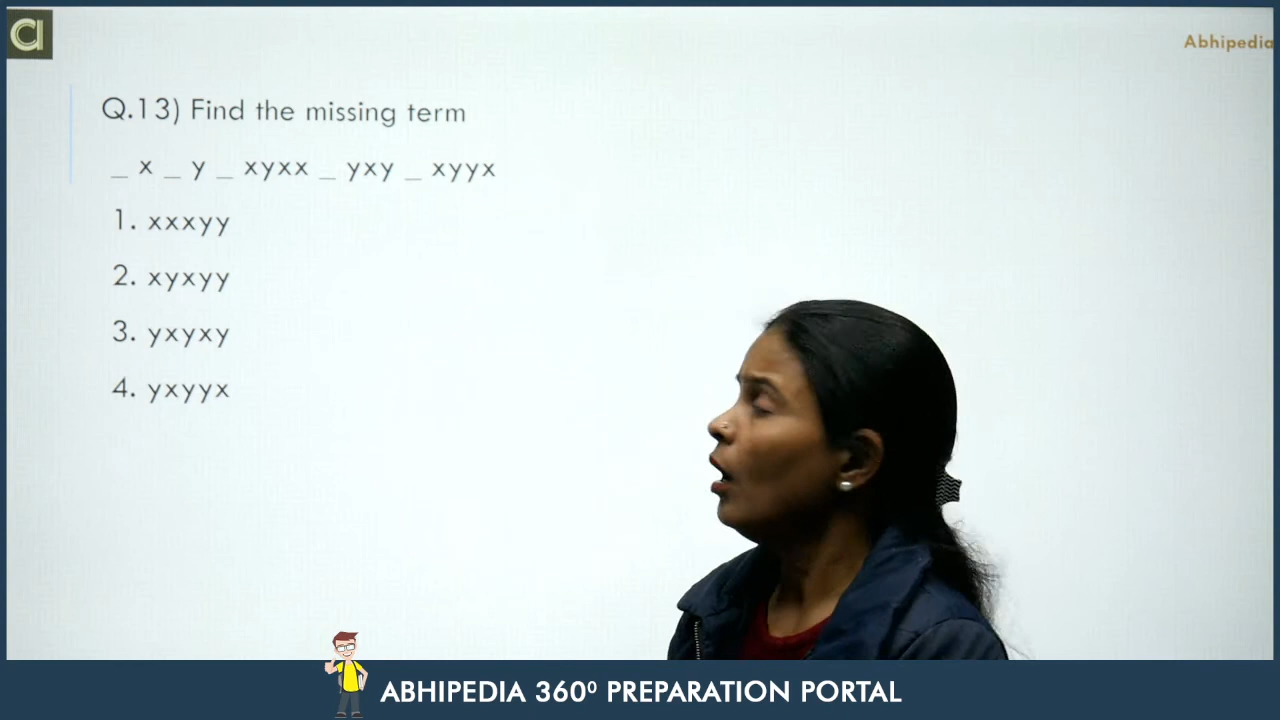 Abhipedia
Q.13) Find the missing term
_ x _ y _ xyxx _ yxy _ xyyx
1. xxxyy
2. xyxyy
3. yxyxy
4. yxyyx
ABHIPEDIA 360⁰ PREPARATION PORTAL